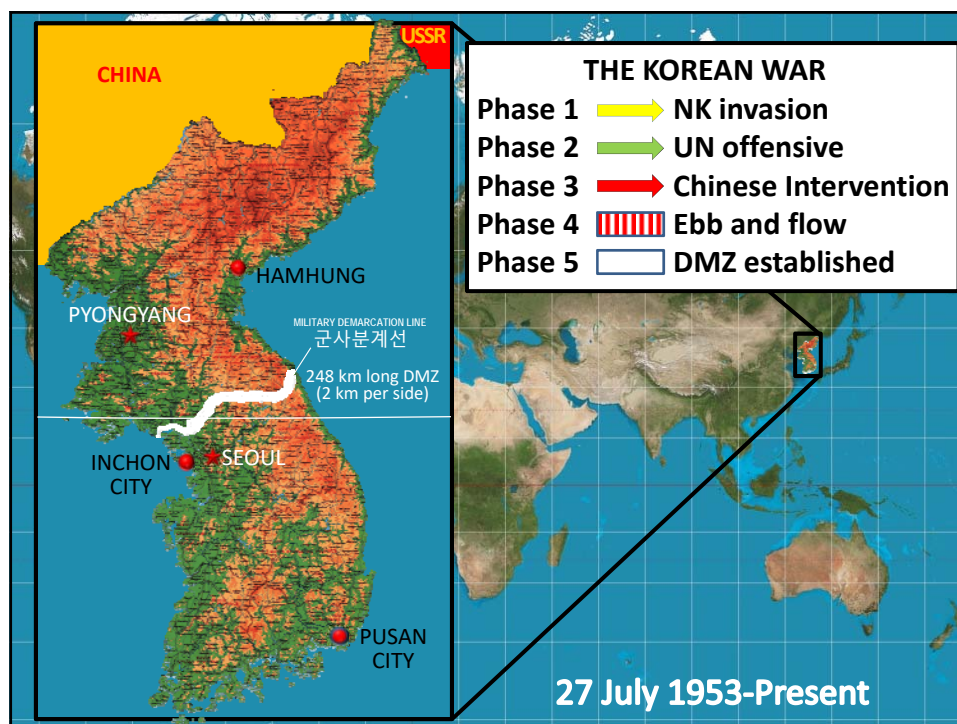 USSR
CHINA
THE KOREAN WAR
Phase 1 NK invasion
Phase 2 UN offensive
Phase 3 Chinese Intervention
Phase 4 Ebb and flow
Phase 5 DMZ established
HAMHUNG
PYONGYANG
MILITARY DEMARCATION LINE
군사분계선
248 km long DMZ
(2 km per side)
SEOUL
INCHON
CITY
PUSAN
CITY
27 July 1953-Present